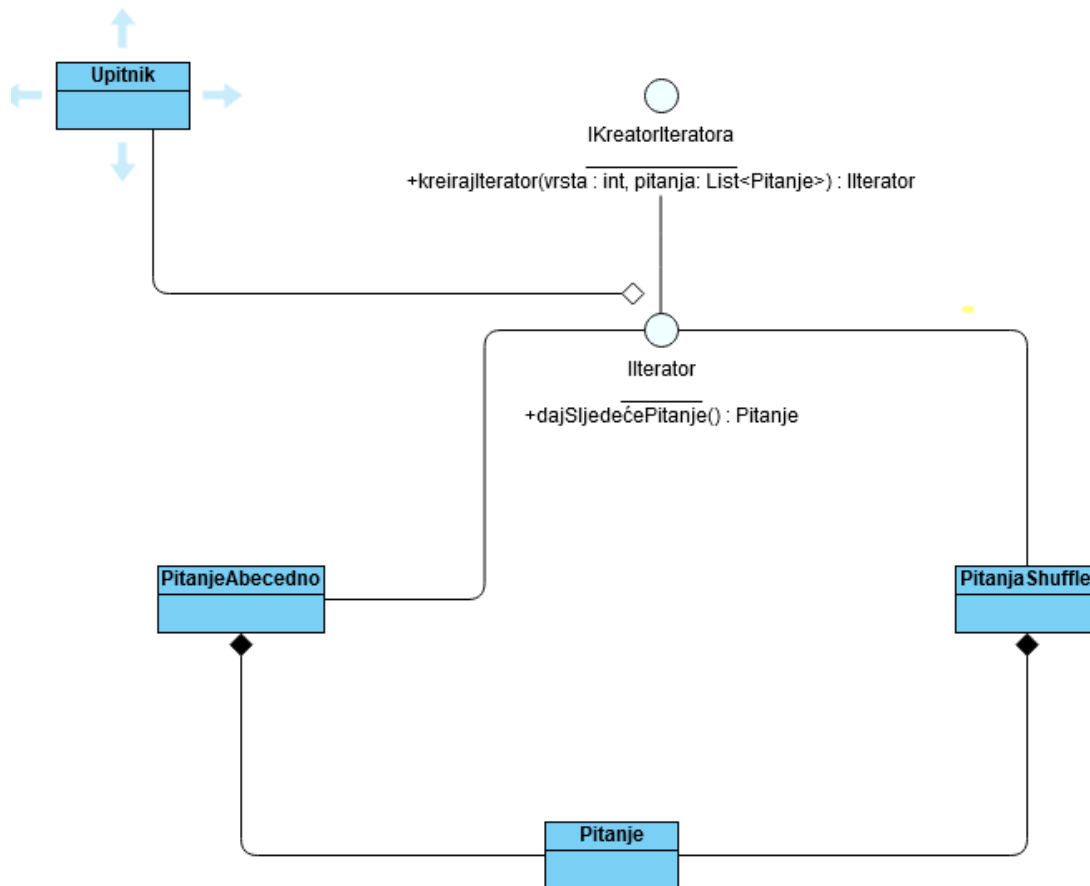 Upitnik
IKreatorIteratora
+kreirajIterator(vrsta : int, pitanja: List<Pitanje>) : IIterator
IIterator
+dajSljedećePitanje() : Pitanje
PitanjeAbecedno
PitanjaShuffle
Pitanje